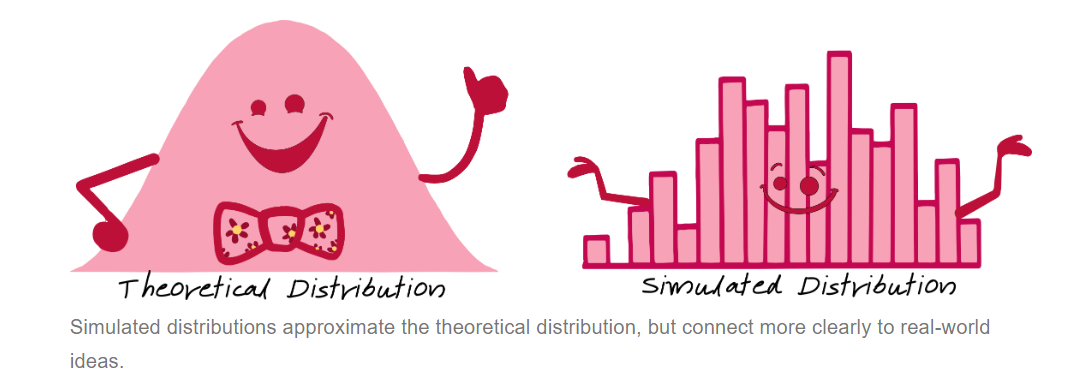 Theoretical Distribution
Simulated Distribution
Simulated distributions approximate the theoretical distribution, but connect more clearly to real-world
ideas.